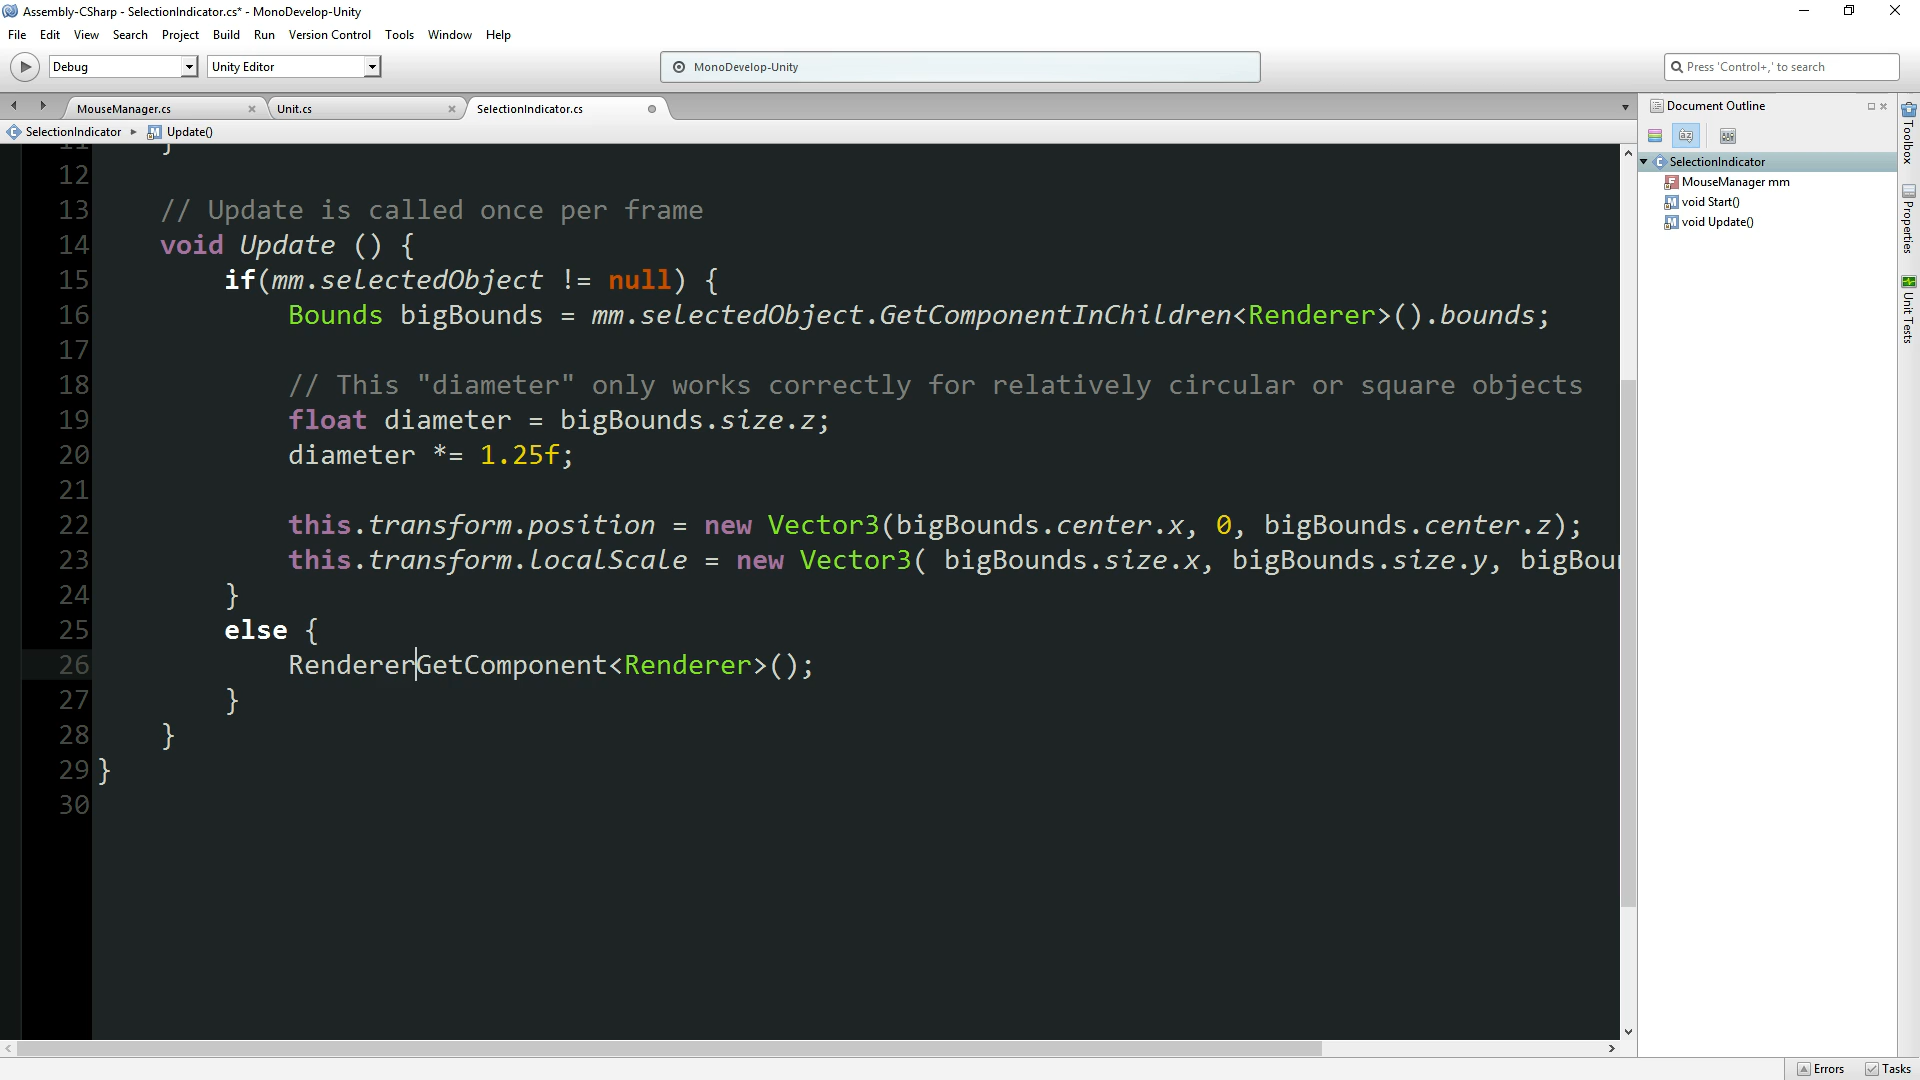 Assembly-CSharp - SelectionIndicator.cs* - MonoDevelop-Unity
File Edit View Search Project Build Run Version Control Tools Window Help
Debug Unity Editor MonoDevelop-Unity Press 'Control+,' to search
MouseManager.cs Unit.cs SelectionIndicator.cs
SelectionIndicator Update()
Document Outline
SelectionIndicator
MouseManager mm
void Start()
void Update()
Toolbox
Properties
Unit Tests
11 }
12
13 // Update is called once per frame
14 void Update () {
15 if(mm.selectedObject != null) {
16 Bounds bigBounds = mm.selectedObject.GetComponentInChildren<Renderer>().bounds;
17
18 // This "diameter" only works correctly for relatively circular or square objects
19 float diameter = bigBounds.size.z;
20 diameter *= 1.25f;
21
22 this.transform.position = new Vector3(bigBounds.center.x, 0, bigBounds.center.z);
23 this.transform.localScale = new Vector3( bigBounds.size.x, bigBounds.size.y, bigBou
24 }
25 else {
26 RendererGetComponent<Renderer>();
27 }
28 }
29 }
30
Errors Tasks